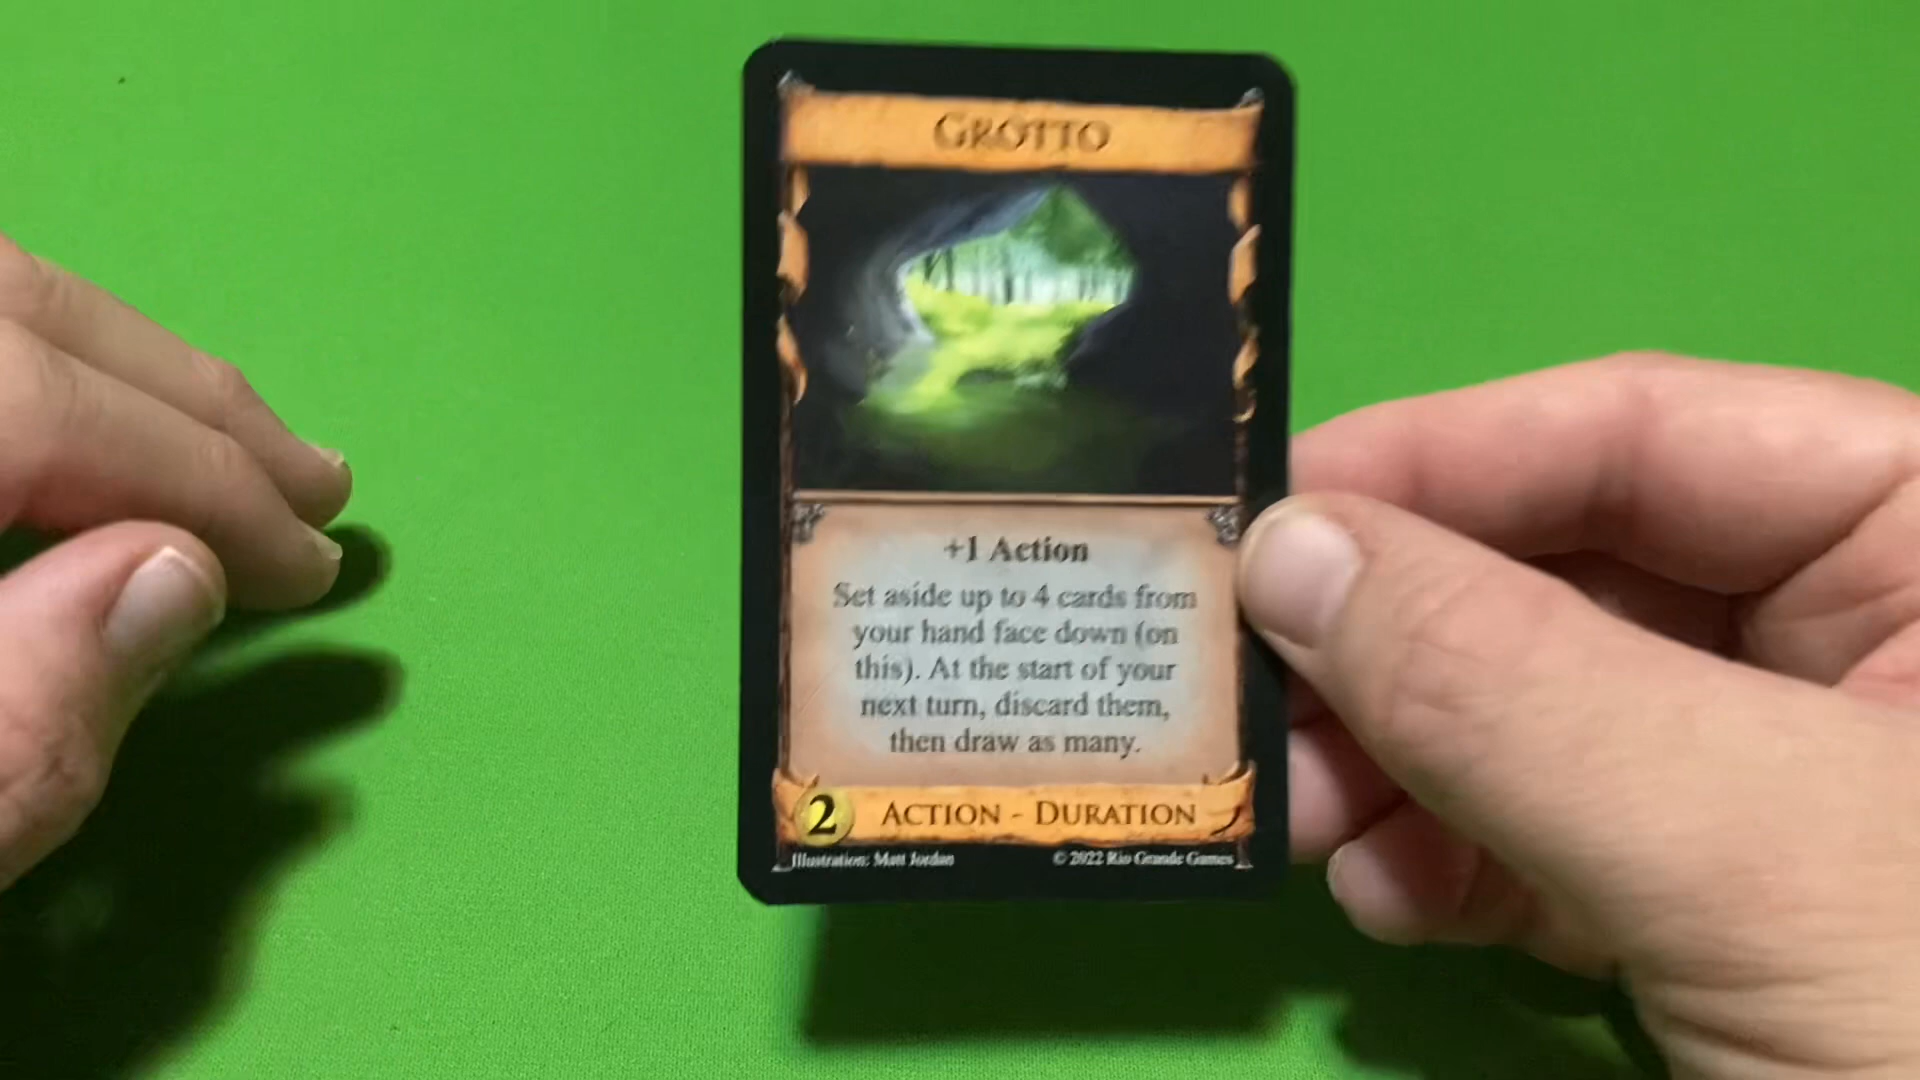 GROTTO
+1 Action
Set aside up to 4 cards from
your hand face down (on
this). At the start of your
next turn, discard them,
then draw as many.
2 ACTION - DURATION
Illustration: Matt Jordan © 2022 Rio Grande Games